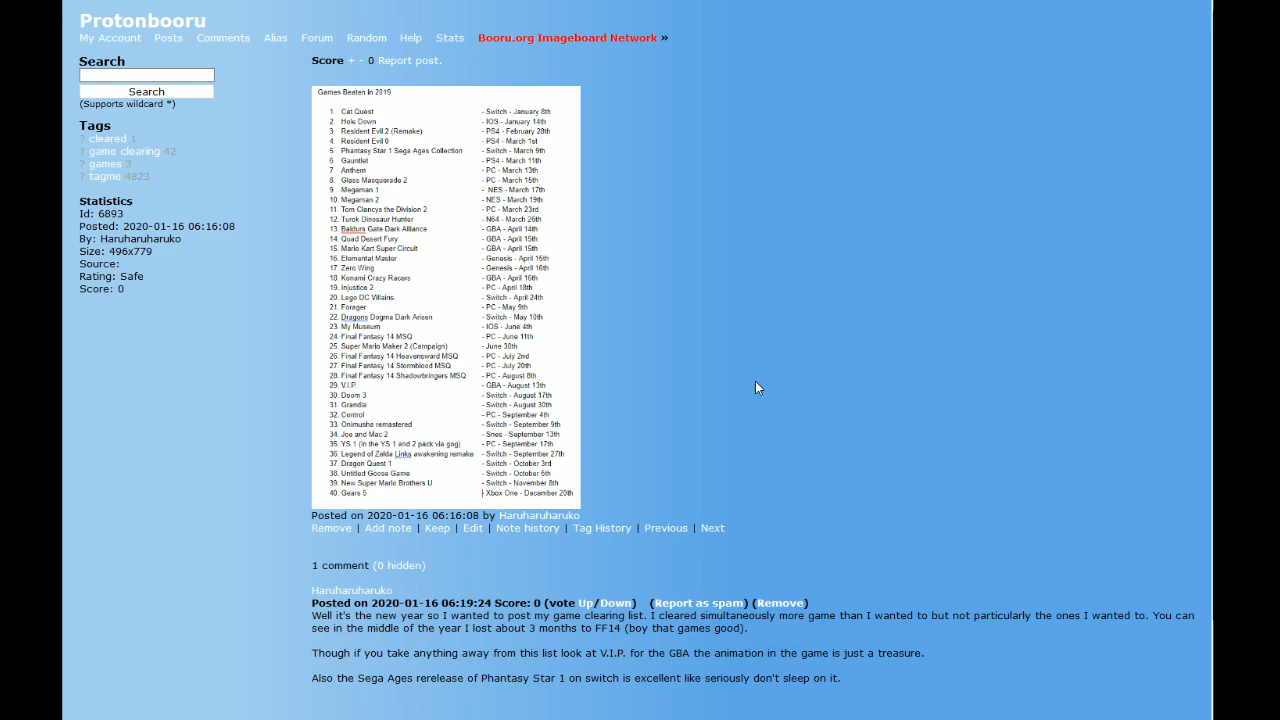 Protonbooru
My Account Posts Comments Alias Forum Random Help Stats Booru.org Imageboard Network »
Search
Search
(Supports wildcard *)
Tags
? cleared 1
? game clearing 42
? games 3
? tagme 4823
Statistics
Id: 6893
Posted: 2020-01-16 06:16:08
By: Haruharuharuko
Size: 496x779
Source:
Rating: Safe
Score: 0
Score + - 0 Report post.
Games Beaten in 2019
1. Cat Quest - Switch - January 8th
2. Hole Down - IOS - January 14th
3. Resident Evil 2 (Remake) - PS4 - February 28th
4. Resident Evil 0 - PS4 - March 1st
5. Phantasy Star 1 Sega Ages Collection - Switch - March 9th
6. Gauntlet - PS4 - March 11th
7. Anthem - PC - March 13th
8. Glass Masquerade 2 - PC - March 15th
9. Megaman 1 - NES - March 17th
10. Megaman 2 - NES - March 19th
11. Tom Clancys the Division 2 - PC - March 23rd
12. Turok Dinosaur Hunter - N64 - March 26th
13. Baldurs Gate Dark Alliance - GBA - April 14th
14. Quad Desert Fury - GBA - April 15th
15. Mario Kart Super Circuit - GBA - April 15th
16. Elemental Master - Genesis - April 15th
17. Zero Wing - Genesis - April 16th
18. Konami Crazy Racers - GBA - April 16th
19. Injustice 2 - PC - April 18th
20. Lego DC Villains - Switch - April 24th
21. Forager - PC - May 9th
22. Dragons Dogma Dark Arisen - Switch - May 10th
23. My Museum - IOS - June 4th
24. Final Fantasy 14 MSQ - PC - June 11th
25. Super Mario Maker 2 (Campaign) - June 30th
26. Final Fantasy 14 Heavensward MSQ - PC - July 2nd
27. Final Fantasy 14 Stormblood MSQ - PC - July 20th
28. Final Fantasy 14 Shadowbringers MSQ - PC - August 8th
29. V.I.P. - GBA - August 13th
30. Doom 3 - Switch - August 17th
31. Grandia - Switch - August 30th
32. Control - PC - September 4th
33. Onimusha remastered - Switch - September 9th
34. Joe and Mac 2 - Snes - September 13th
35. YS 1 (in the YS 1 and 2 pack via gog) - PC - September 17th
36. Legend of Zelda Links awakening remake - Switch - September 27th
37. Dragon Quest 1 - Switch - October 3rd
38. Untitled Goose Game - Switch - October 5th
39. New Super Mario Brothers U - Switch - November 8th
40. Gears 5 - Xbox One - December 20th
Posted on 2020-01-16 06:16:08 by Haruharuharuko
Remove | Add note | Keep | Edit | Note history | Tag History | Previous | Next
1 comment (0 hidden)
Haruharuharuko
Posted on 2020-01-16 06:19:24 Score: 0 (vote Up/Down) (Report as spam) (Remove)
Well it's the new year so I wanted to post my game clearing list. I cleared simultaneously more game than I wanted to but not particularly the ones I wanted to. You can
see in the middle of the year I lost about 3 months to FF14 (boy that games good).
Though if you take anything away from this list look at V.I.P. for the GBA the animation in the game is just a treasure.
Also the Sega Ages rerelease of Phantasy Star 1 on switch is excellent like seriously don't sleep on it.